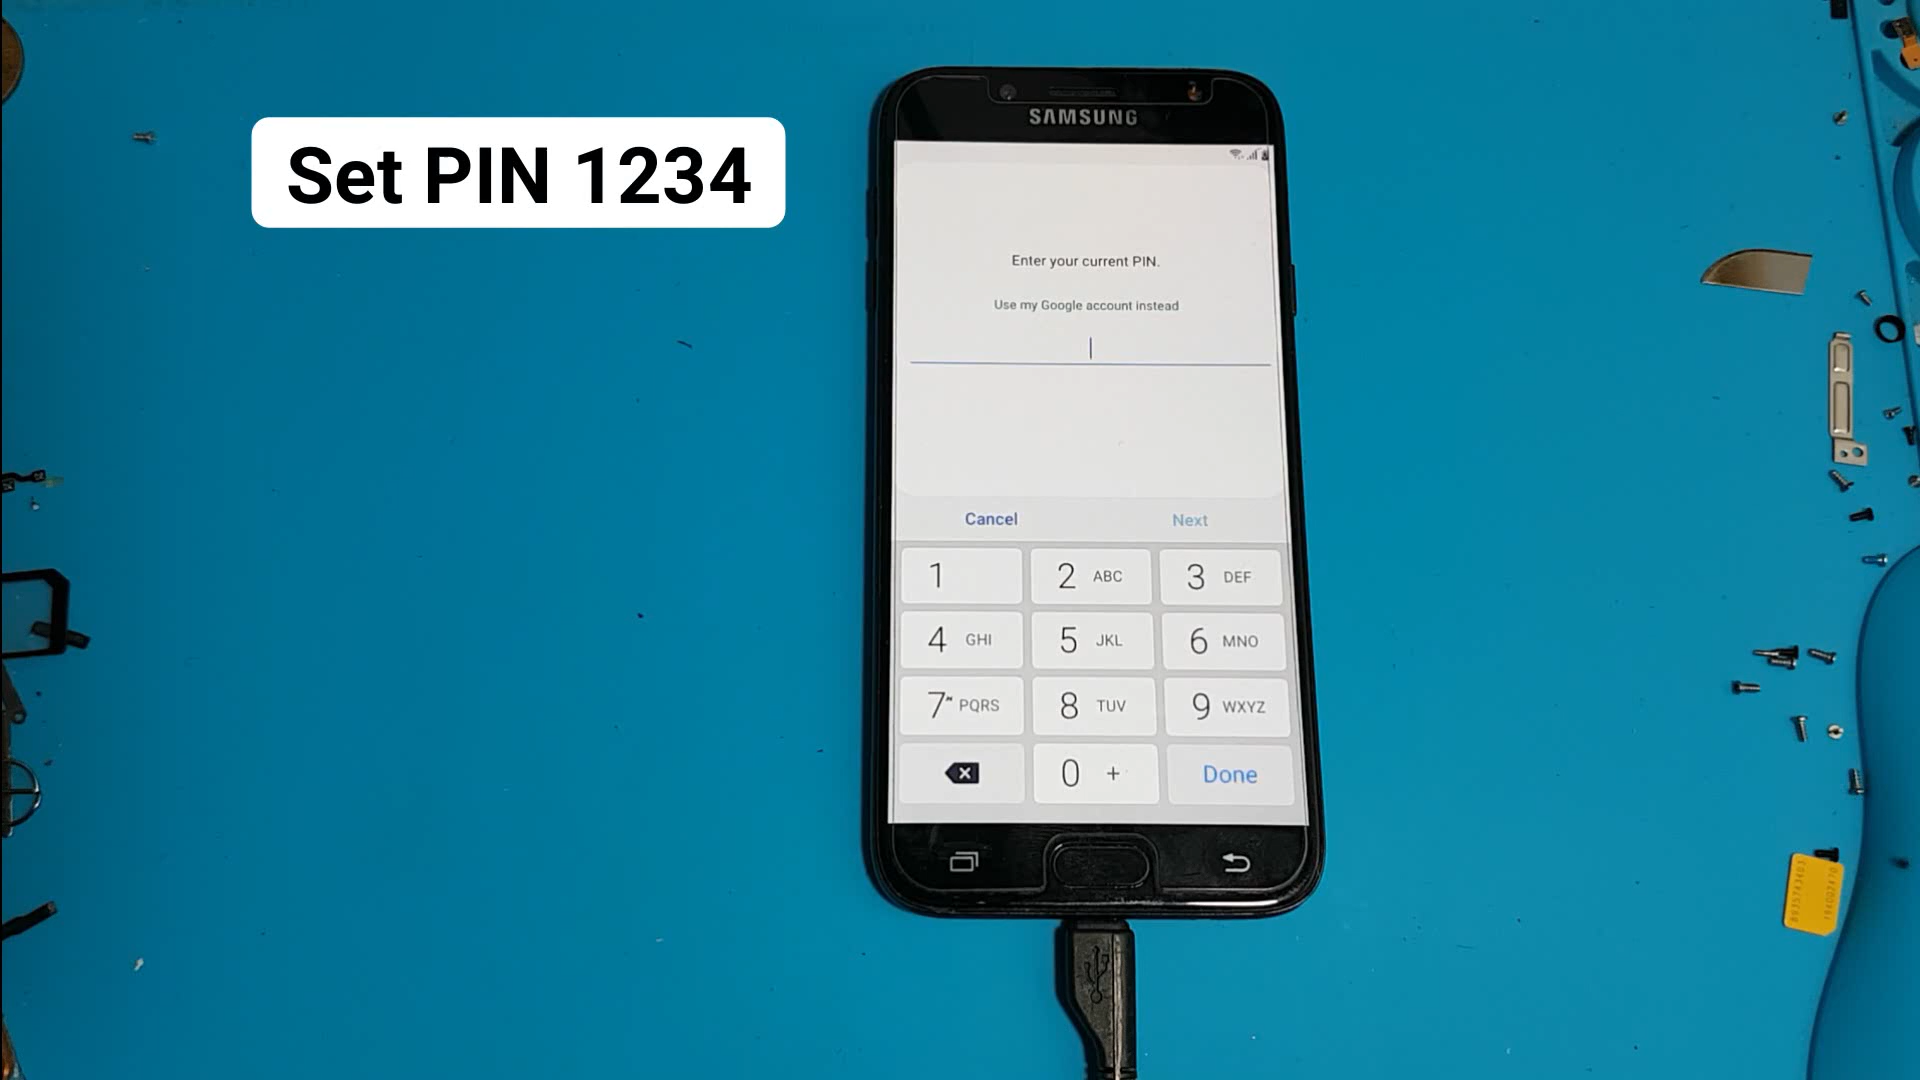 Set PIN 1234
SAMSUNG
Enter your current PIN.
Use my Google account instead
Cancel Next
1 2 ABC 3 DEF
4 GHI 5 JKL 6 MNO
7 PQRS 8 TUV 9 WXYZ
0 + Done